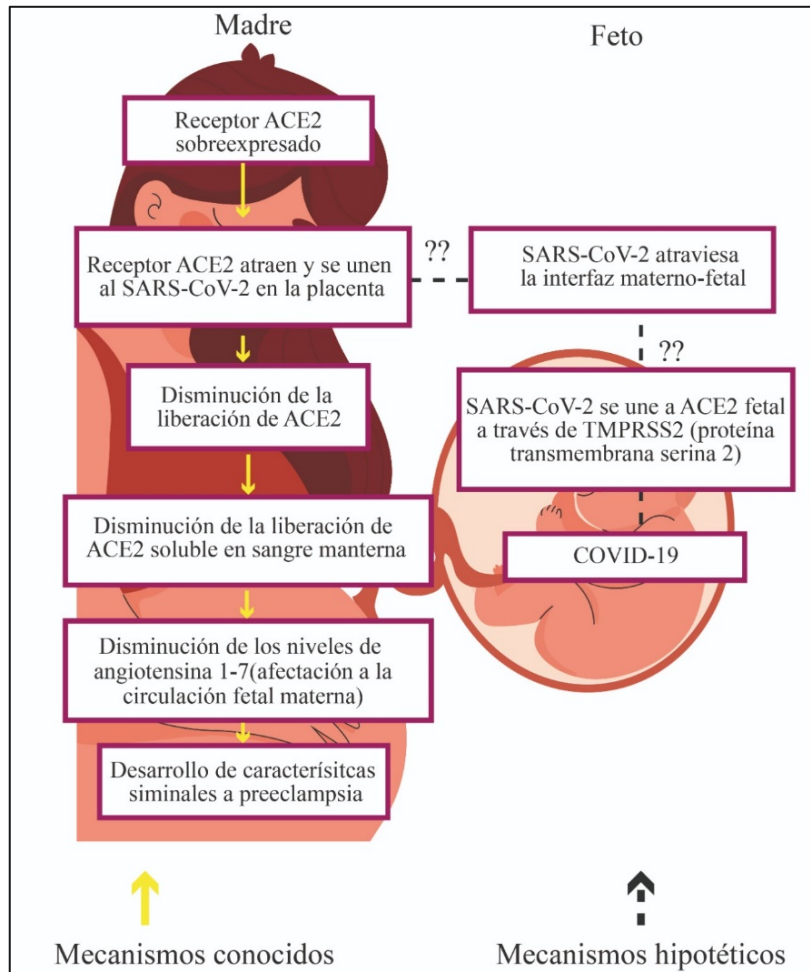 Madre
Feto
Receptor ACE2
sobreexpresado
Receptor ACE2 atraen y se unen
al SARS-CoV-2 en la placenta
??
SARS-CoV-2 atraviesa
la interfaz materno-fetal
??
Disminución de la
liberación de ACE2
SARS-CoV-2 se une a ACE2 fetal
a través de TMPRSS2 (proteína
transmembrana serina 2)
Disminución de la liberación de
ACE2 soluble en sangre manterna
COVID-19
Disminución de los niveles de
angiotensina 1-7(afectación a la
circulación fetal materna)
Desarrollo de caracterísitcas
siminales a preeclampsia
Mecanismos conocidos
Mecanismos hipotéticos